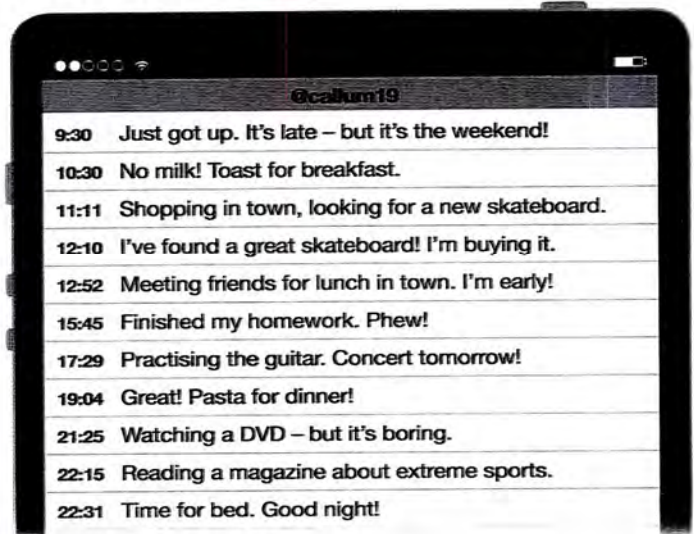 @callum19
9:30 Just got up. It's late – but it's the weekend!
10:30 No milk! Toast for breakfast.
11:11 Shopping in town, looking for a new skateboard.
12:10 I've found a great skateboard! I'm buying it.
12:52 Meeting friends for lunch in town. I'm early!
15:45 Finished my homework. Phew!
17:29 Practising the guitar. Concert tomorrow!
19:04 Great! Pasta for dinner!
21:25 Watching a DVD – but it's boring.
22:15 Reading a magazine about extreme sports.
22:31 Time for bed. Good night!